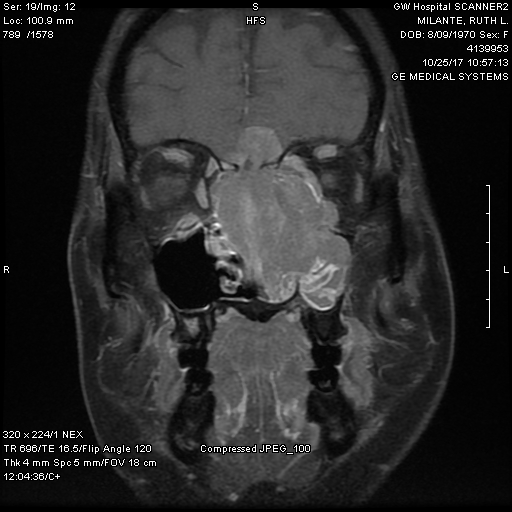 Ser: 19/Img: 12
Loc: 100.9 mm
789 /1578
S
HFS
GW Hospital SCANNER2
MILANTE, RUTH L.
DOB: 8/09/1970 Sex: F
4139953
10/25/17 10:57:13
GE MEDICAL SYSTEMS
R
L
320 x 224/1 NEX
TR 696/TE 16.5/Flip Angle 120
Thk 4 mm Spc 5 mm/FOV 18 cm
12:04:36/C+
Compressed JPEG_100